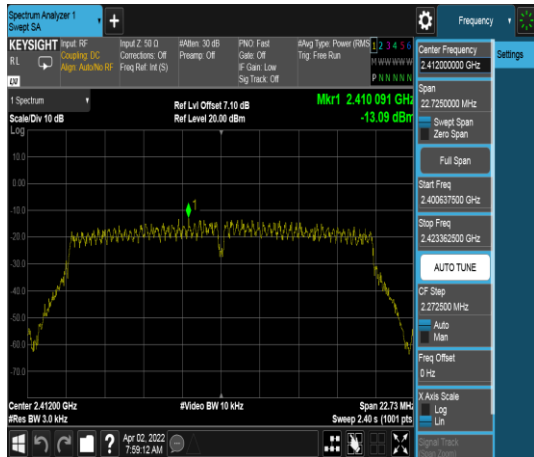 Spectrum Analyzer 1
Swept SA
+
Frequency
KEYSIGHT
RL
LXI
Input: RF
Coupling: DC
Align: Auto/No RF
Input Z: 50 Ω
Corrections: Off
Freq Ref: Int (S)
#Atten: 30 dB
Preamp: Off
PNO: Fast
Gate: Off
IF Gain: Low
Sig Track: Off
#Avg Type: Power (RMS
Trig: Free Run
1 2 3 4 5 6
M W W W W W
P N N N N N
1 Spectrum
Scale/Div 10 dB
Log
Ref Lvl Offset 7.10 dB
Ref Level 20.00 dBm
Mkr1 2.410 091 GHz
-13.09 dBm
10.0
0.00
-10.0
-20.0
-30.0
-40.0
-50.0
-60.0
-70.0
1
Center 2.41200 GHz
#Res BW 3.0 kHz
#Video BW 10 kHz
Span 22.73 MHz
Sweep 2.40 s (1001 pts)
Apr 02, 2022
7:59:12 AM
Center Frequency
2.412000000 GHz
Settings
Span
22.7250000 MHz
Swept Span
Zero Span
Full Span
Start Freq
2.400637500 GHz
Stop Freq
2.423362500 GHz
AUTO TUNE
CF Step
2.272500 MHz
Auto
Man
Freq Offset
0 Hz
X Axis Scale
Log
Lin
Signal Track
(Span Zoom)